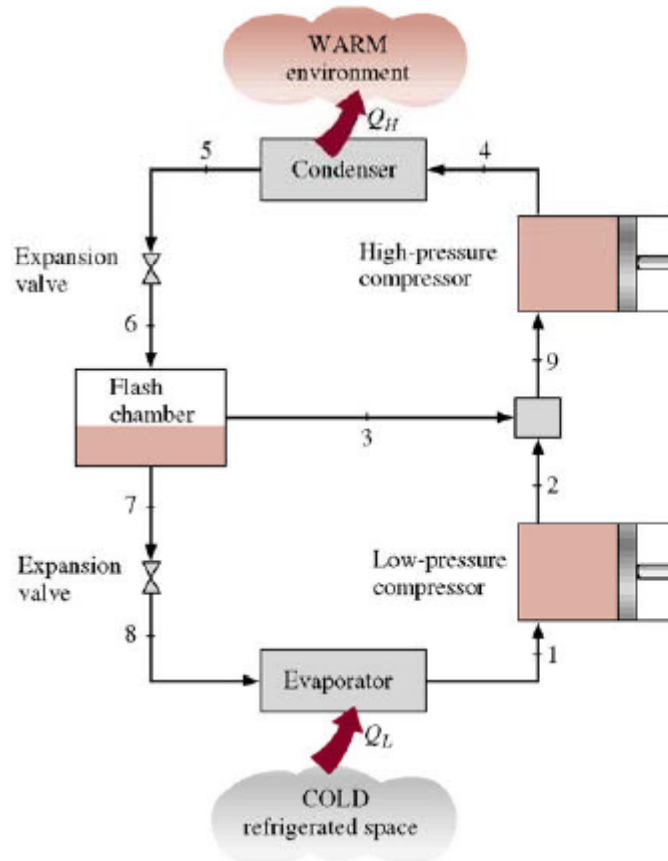 WARM
environment
Q_H
5
4
Condenser
Expansion
valve
High-pressure
compressor
6
9
Flash
chamber
3
7
2
Expansion
valve
Low-pressure
compressor
8
1
Evaporator
Q_L
COLD
refrigerated space